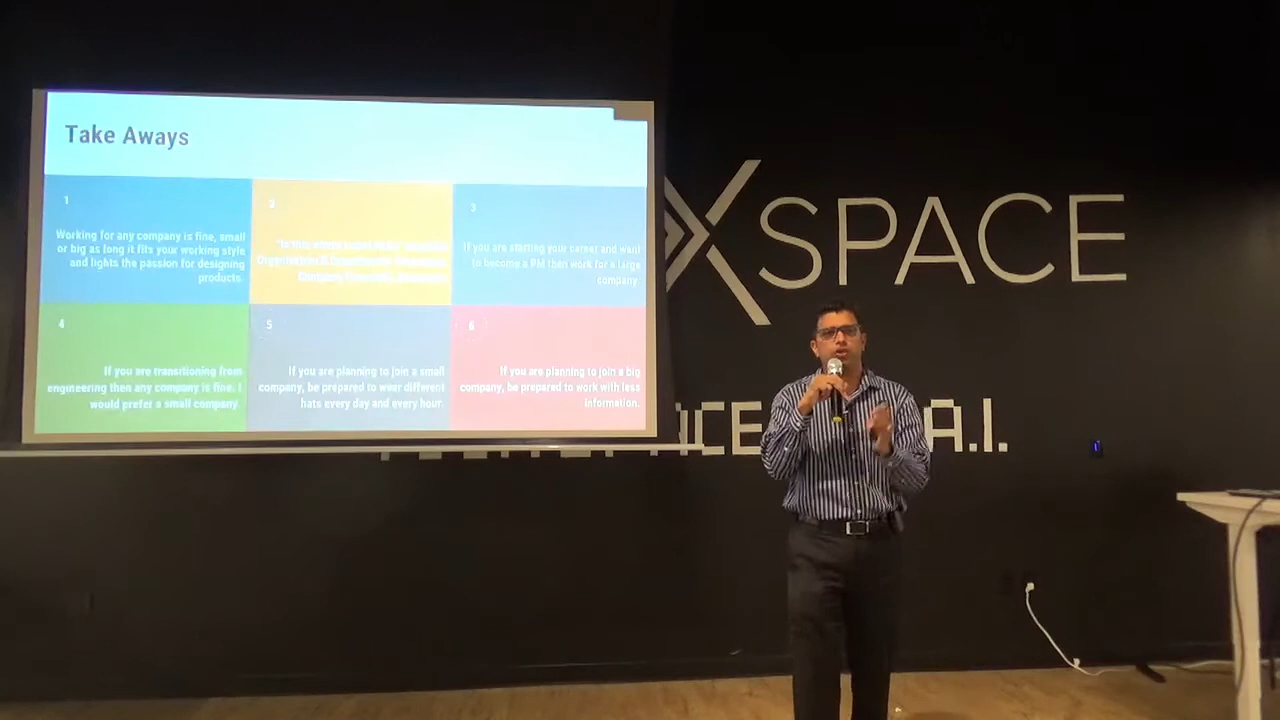 Take Aways
1
Working for any company is fine, small
or big as long it fits your working style
and lights the passion for designing
products.
2
3
If you are starting your career and want
to become a PM then work for a large
company.
4
If you are transitioning from
engineering then any company is fine. I
would prefer a small company.
5
If you are planning to join a small
company, be prepared to wear different
hats every day and every hour.
6
If you are planning to join a big
company, be prepared to work with less
information.
XSPACE
A.I.